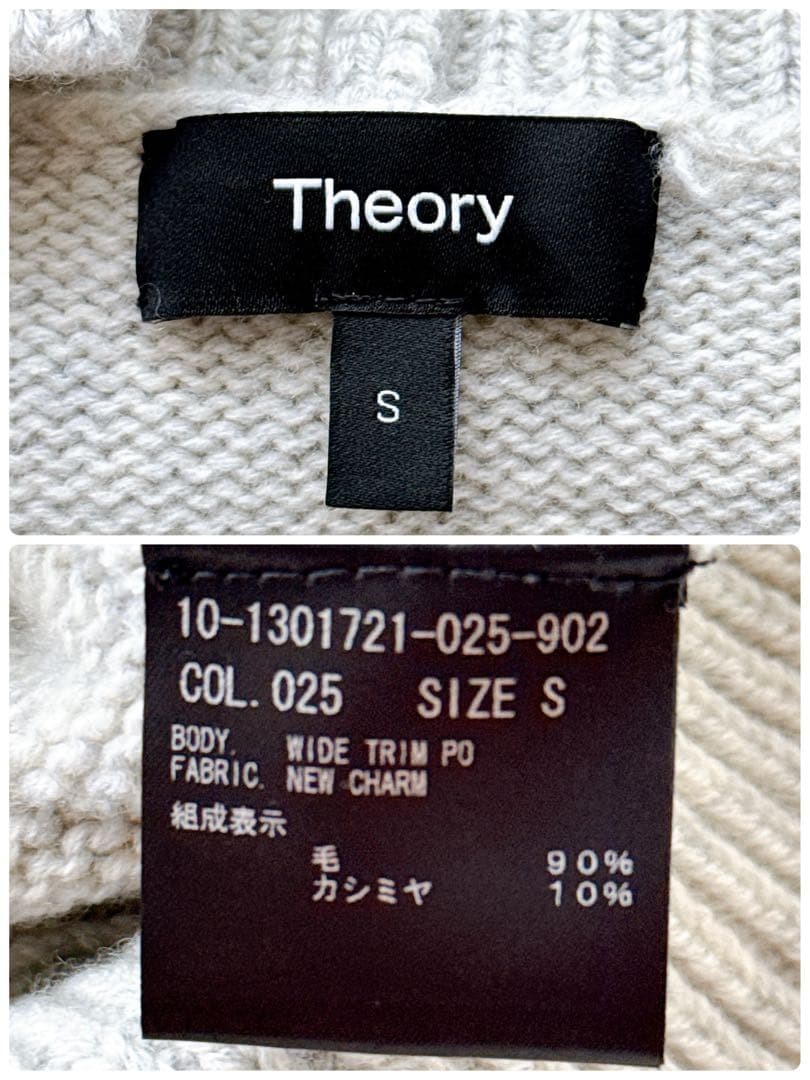 Theory
S
10-1301721-025-902
COL. 025 SIZE S
BODY. WIDE TRIM PO
FABRIC. NEW CHARM
組成表示
毛 90%
カシミヤ 10%